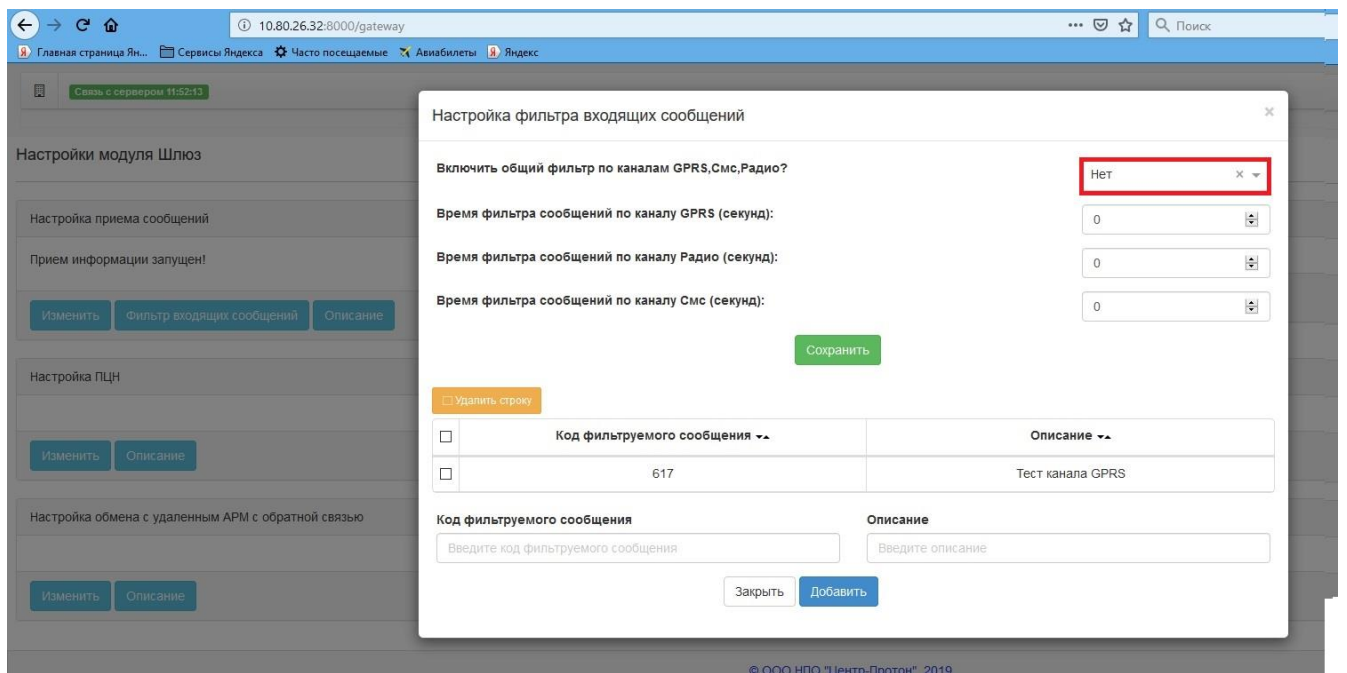 10.80.26.32:8000/gateway
Поиск
Главная страница Ян... Сервисы Яндекса Часто посещаемые Авиабилеты Яндекс
Связь с сервером 11:52:13
Настройки модуля Шлюз
Настройка приема сообщений
Прием информации запущен!
Изменить Фильтр входящих сообщений Описание
Настройка ПЦН
Изменить Описание
Настройка обмена с удаленным АРМ с обратной связью
Изменить Описание
Настройка фильтра входящих сообщений ×
Включить общий фильтр по каналам GPRS,Смс,Радио? Нет ×
Время фильтра сообщений по каналу GPRS (секунд): 0
Время фильтра сообщений по каналу Радио (секунд): 0
Время фильтра сообщений по каналу Смс (секунд): 0
Сохранить
Удалить строку
Код фильтруемого сообщения Описание
617 Тест канала GPRS
Код фильтруемого сообщения Описание
Введите код фильтруемого сообщения Введите описание
Закрыть Добавить
© ООО НПО "Центр-Протон", 2019